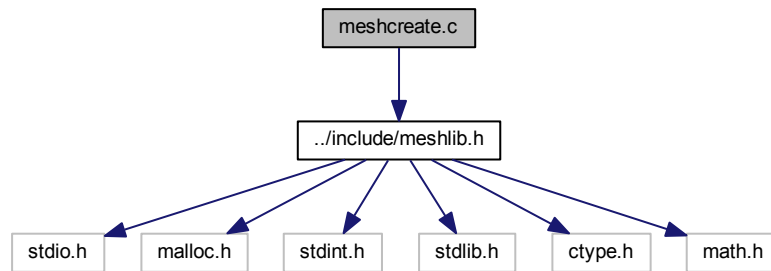 meshcreate.c
../include/meshlib.h
stdio.h malloc.h stdint.h stdlib.h ctype.h math.h